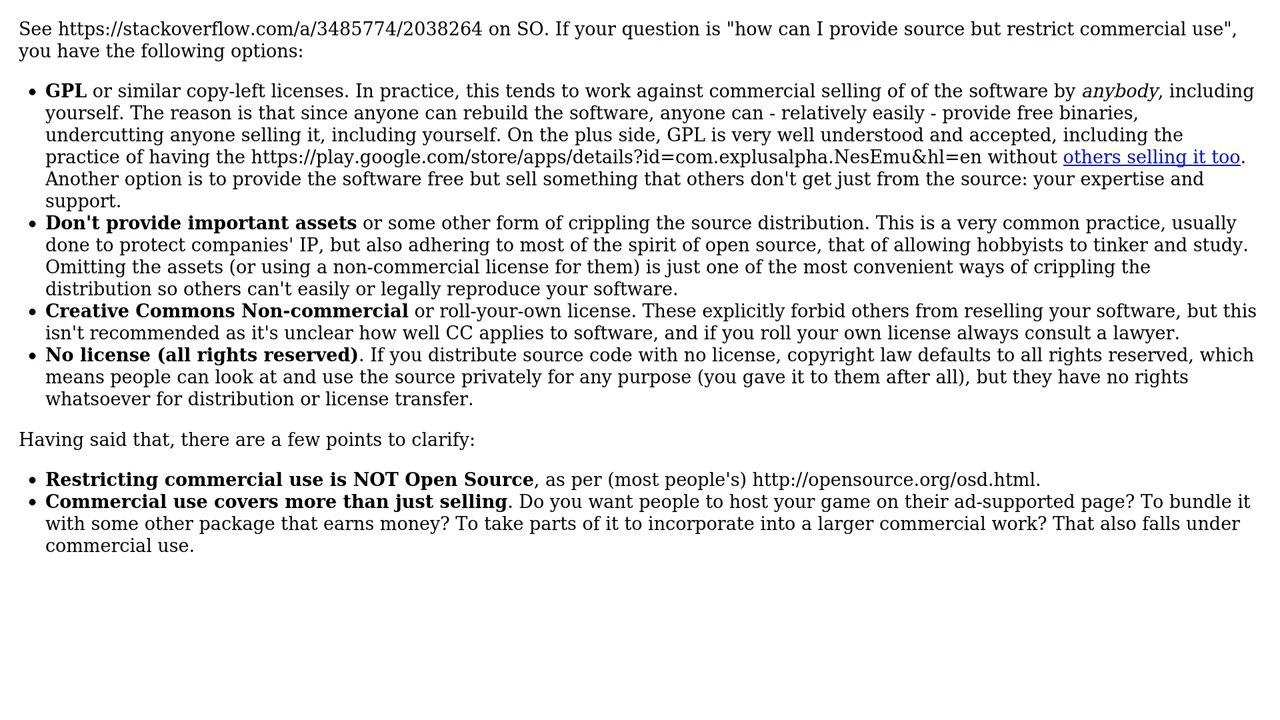 See https://stackoverflow.com/a/3485774/2038264 on SO. If your question is "how can I provide source but restrict commercial use",
you have the following options:
• GPL or similar copy-left licenses. In practice, this tends to work against commercial selling of of the software by anybody, including
yourself. The reason is that since anyone can rebuild the software, anyone can - relatively easily - provide free binaries,
undercutting anyone selling it, including yourself. On the plus side, GPL is very well understood and accepted, including the
practice of having the https://play.google.com/store/apps/details?id=com.explusalpha.NesEmu&hl=en without others selling it too.
Another option is to provide the software free but sell something that others don't get just from the source: your expertise and
support.
• Don't provide important assets or some other form of crippling the source distribution. This is a very common practice, usually
done to protect companies' IP, but also adhering to most of the spirit of open source, that of allowing hobbyists to tinker and study.
Omitting the assets (or using a non-commercial license for them) is just one of the most convenient ways of crippling the
distribution so others can't easily or legally reproduce your software.
• Creative Commons Non-commercial or roll-your-own license. These explicitly forbid others from reselling your software, but this
isn't recommended as it's unclear how well CC applies to software, and if you roll your own license always consult a lawyer.
• No license (all rights reserved). If you distribute source code with no license, copyright law defaults to all rights reserved, which
means people can look at and use the source privately for any purpose (you gave it to them after all), but they have no rights
whatsoever for distribution or license transfer.
Having said that, there are a few points to clarify:
• Restricting commercial use is NOT Open Source, as per (most people's) http://opensource.org/osd.html.
• Commercial use covers more than just selling. Do you want people to host your game on their ad-supported page? To bundle it
with some other package that earns money? To take parts of it to incorporate into a larger commercial work? That also falls under
commercial use.